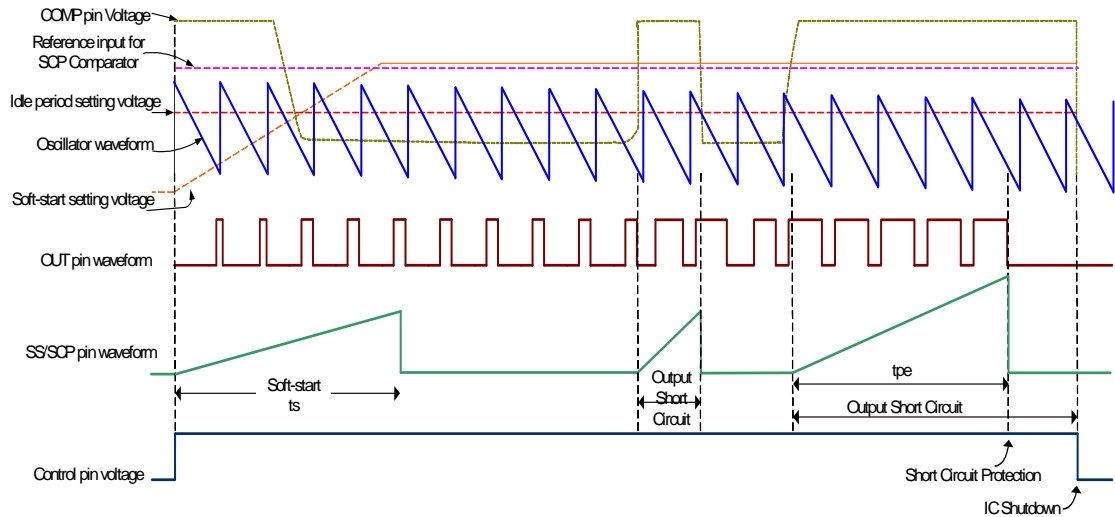 COMP pin Voltage
Reference input for
SCP Comparator
Idle period setting voltage
Oscillator waveform
Soft-start setting voltage
OUT pin waveform
SS/SCP pin waveform
Soft-start
ts
Output
Short
Circuit
tpe
Output Short Circuit
Control pin voltage
Short Circuit Protection
IC Shutdown